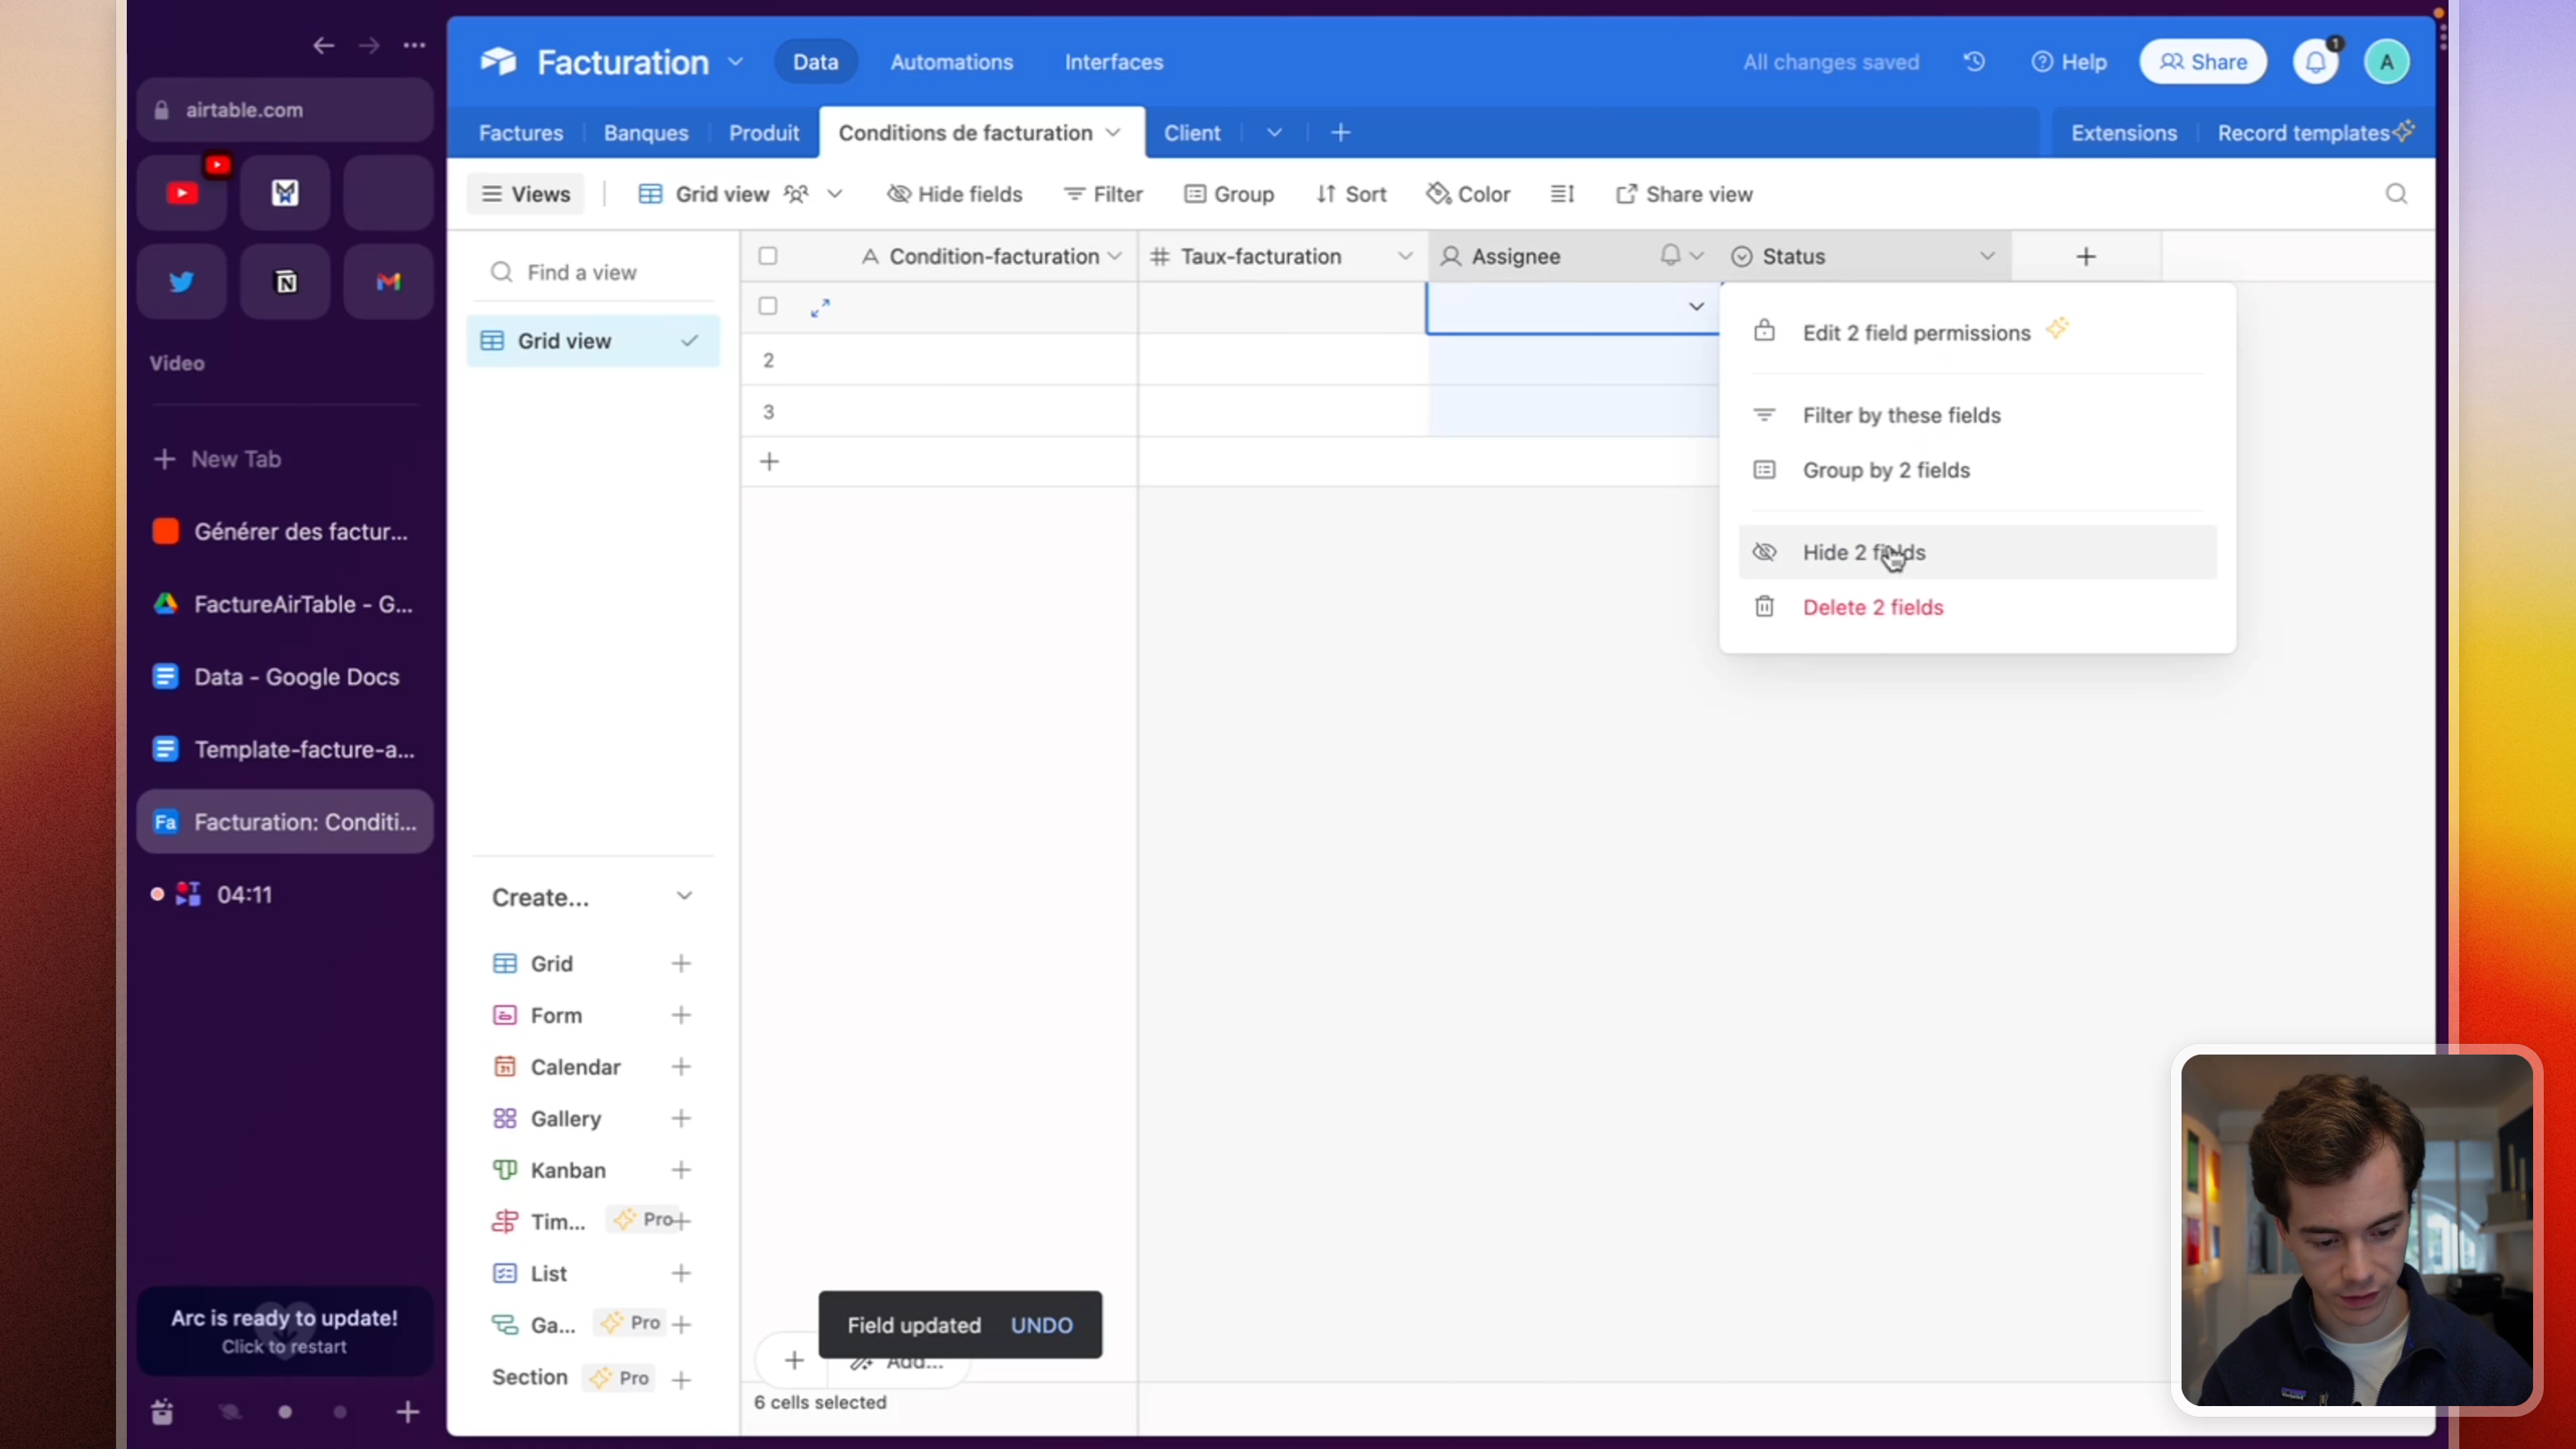 airtable.com
Video
New Tab
Générer des factur...
FactureAirTable - G...
Data - Google Docs
Template-facture-a...
Fa Facturation: Conditi...
04:11
Arc is ready to update!
Click to restart
Facturation
Data
Automations
Interfaces
All changes saved
Help
Share
1
A
Factures
Banques
Produit
Conditions de facturation
Client
Extensions
Record templates
Views
Grid view
Hide fields
Filter
Group
Sort
Color
Share view
Find a view
Grid view
Create...
Grid
Form
Calendar
Gallery
Kanban
Tim... Pro
List
Ga... Pro
Section Pro
Condition-facturation
Taux-facturation
Assignee
Status
2
3
Edit 2 field permissions
Filter by these fields
Group by 2 fields
Hide 2 fields
Delete 2 fields
Field updated UNDO
Add...
6 cells selected